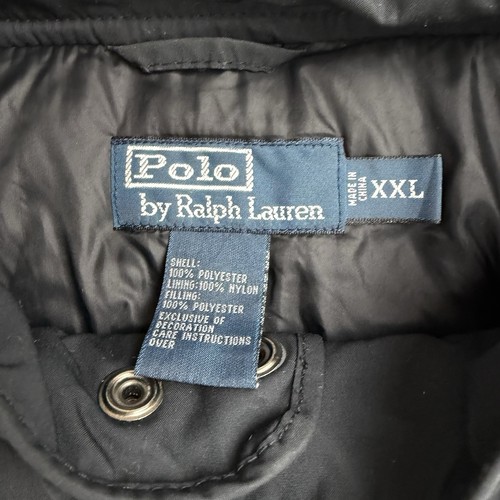 Polo
by Ralph Lauren
MADE IN
CHINA
XXL
SHELL:
100% POLYESTER
LINING:100% NYLON
FILLING:
100% POLYESTER
EXCLUSIVE OF
DECORATION
CARE INSTRUCTIONS
OVER